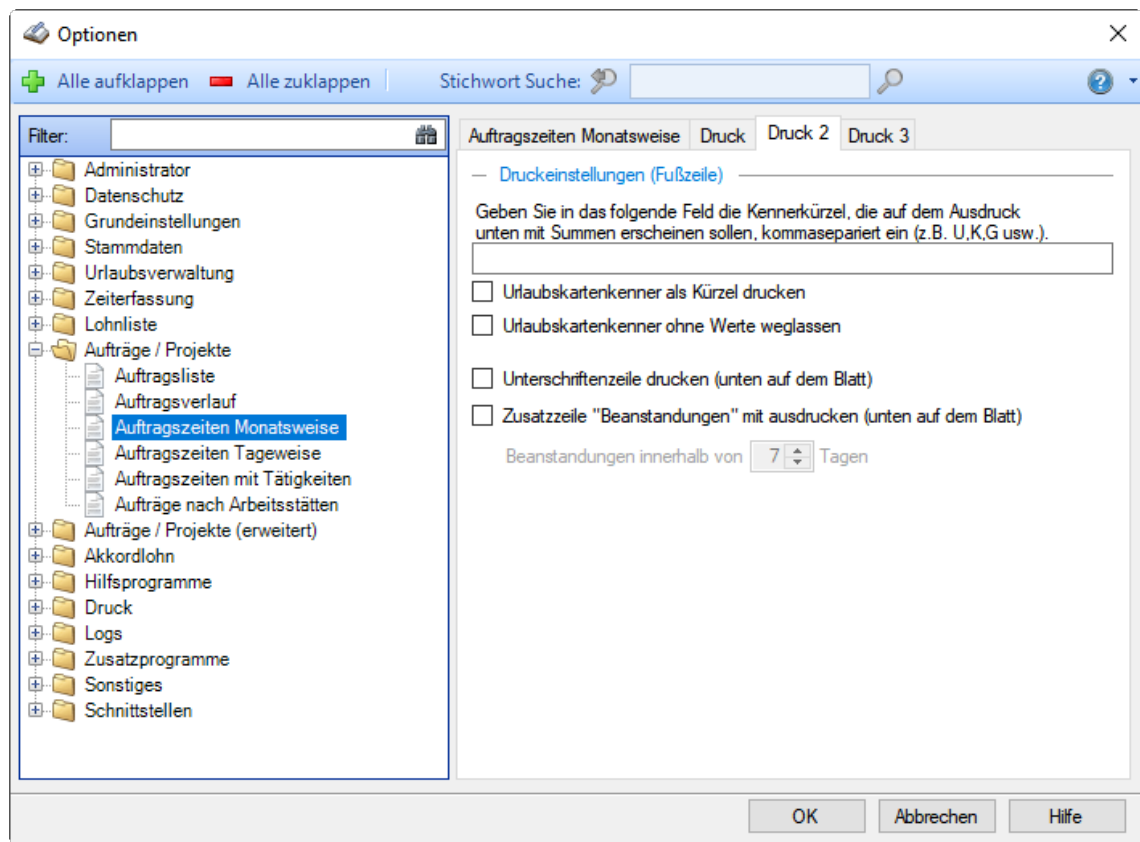 Optionen
Alle aufklappen Alle zuklappen Stichwort Suche:
Filter:
Administrator
Datenschutz
Grundeinstellungen
Stammdaten
Urlaubsverwaltung
Zeiterfassung
Lohnliste
Aufträge / Projekte
Auftragsliste
Auftragsverlauf
Auftragszeiten Monatsweise
Auftragszeiten Tageweise
Auftragszeiten mit Tätigkeiten
Aufträge nach Arbeitsstätten
Aufträge / Projekte (erweitert)
Akkordlohn
Hilfsprogramme
Druck
Logs
Zusatzprogramme
Sonstiges
Schnittstellen
Auftragszeiten Monatsweise Druck Druck 2 Druck 3
Druckeinstellungen (Fußzeile)
Geben Sie in das folgende Feld die Kennerkürzel, die auf dem Ausdruck
unten mit Summen erscheinen sollen, kommasepariert ein (z.B. U,K,G usw.).
Urlaubskartenkenner als Kürzel drucken
Urlaubskartenkenner ohne Werte weglassen
Unterschriftenzeile drucken (unten auf dem Blatt)
Zusatzzeile "Beanstandungen" mit ausdrucken (unten auf dem Blatt)
Beanstandungen innerhalb von 7 Tagen
OK Abbrechen Hilfe